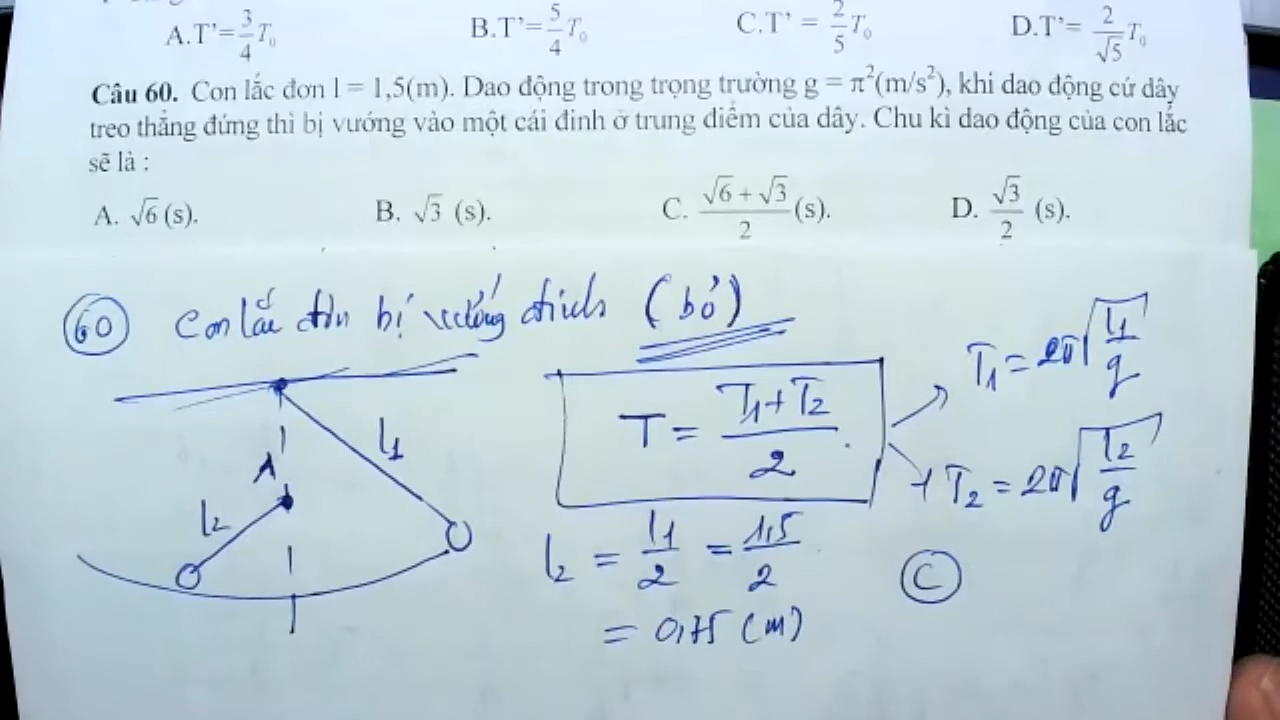 A.T'=3/4 T₀ B.T'=5/4 T₀ C.T' = 2/5 T₀ D.T'= 2/√5 T₀
Câu 60. Con lắc đơn l = 1,5(m). Dao động trong trọng trường g = π²(m/s²), khi dao động cứ dây
treo thẳng đứng thì bị vướng vào một cái đinh ở trung điểm của dây. Chu kì dao động của con lắc
sẽ là :
A. √6 (s). B. √3 (s). C. (√6 + √3)/2 (s). D. √3/2 (s).
60 Con lắc đơn bị vướng đinh (bỏ)
T₁ = 2π√(l₁/g)
T = (T₁+T₂)/2 .
l₁
+ T₂ = 2π√(l₂/g)
l₂
l₂ = l₁/2 = 1,5/2
C
= 0,75 (m)